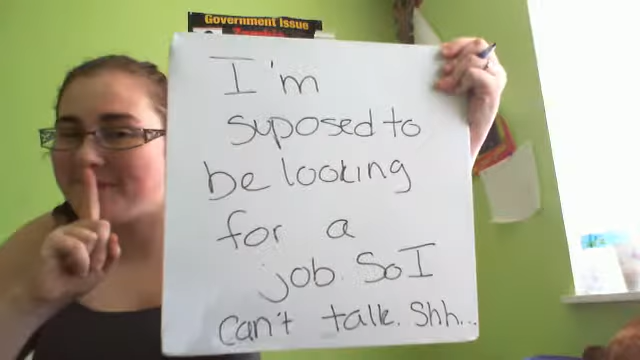 Government Issue
I'm
suposed to
be looking
for a
job. So I
can't talk. Shh...